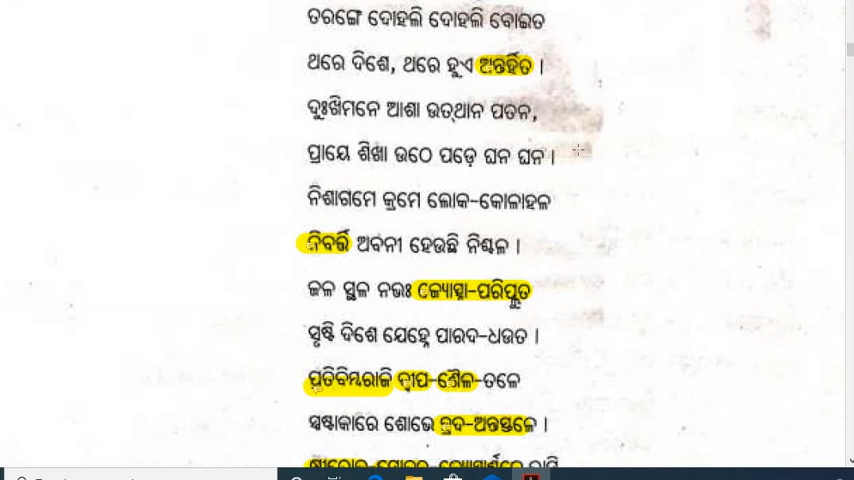 ତରଙ୍ଗେ ଦୋହଲି ଦୋହଲି ବୋଇତ
ଥରେ ଦିଶେ, ଥରେ ହୁଏ ଅନ୍ତର୍ହିତ ।
ଦୁଃଖିମନେ ଆଶା ଉତ୍‌ଥାନ ପତନ,
ପ୍ରାୟେ ଶିଖା ଉଠେ ପଡ଼େ ଘନ ଘନ ।
ନିଶାଗମେ କ୍ରମେ ଲୋକ-କୋଳାହଳ
ନିବର୍ତ୍ତି ଅବନୀ ହେଉଛି ନିଶ୍ଚଳ ।
ଜଳ ସ୍ଥଳ ନଭଃ ଜ୍ୟୋତ୍ସ୍ନା-ପରିପ୍ଳୁତ
ସୃଷ୍ଟି ଦିଶେ ଯେହ୍ନେ ପାରଦ-ଧଉତ ।
ପ୍ରତିବିମ୍ବରାଜି ଦ୍ୱୀପ-ଶୈଳ-ତଳେ
ସ୍ପଷ୍ଟାକାରେ ଶୋଭେ ହ୍ରଦ-ଅନ୍ତସ୍ତଳେ ।